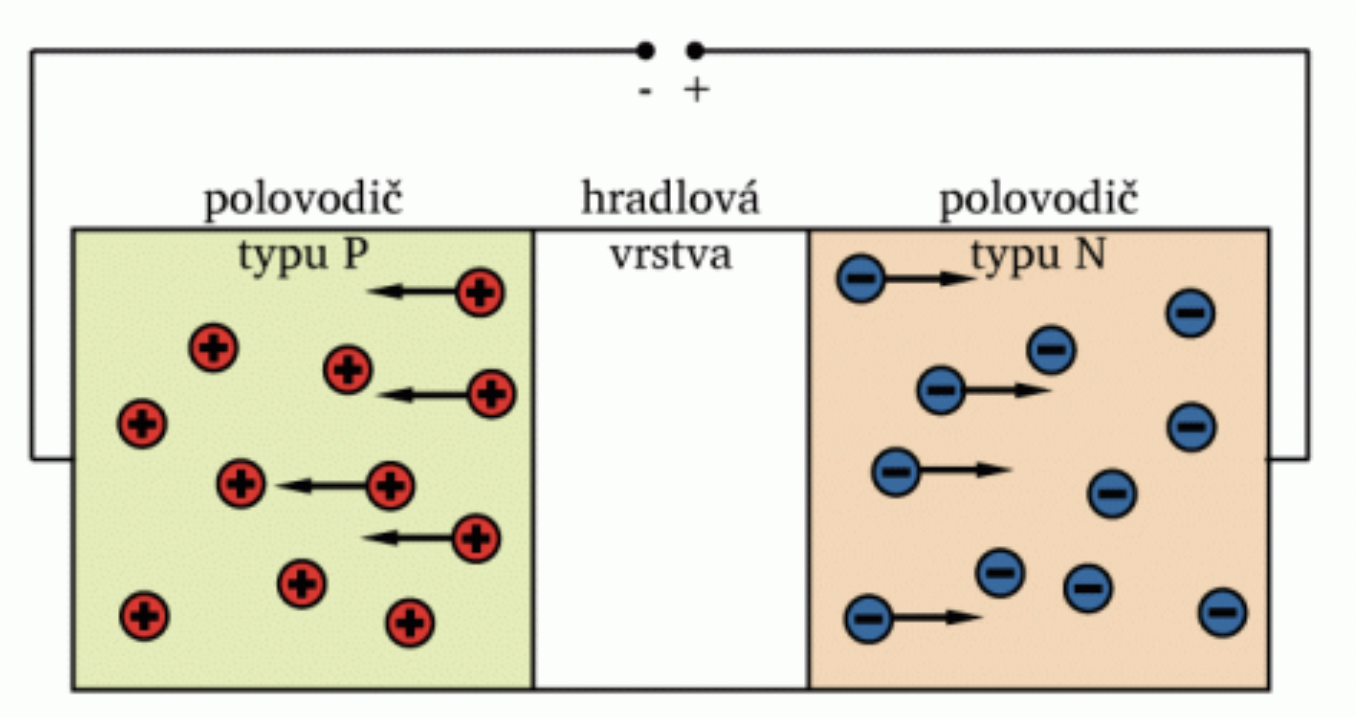 - +
polovodič
typu P
hradlová
vrstva
polovodič
typu N